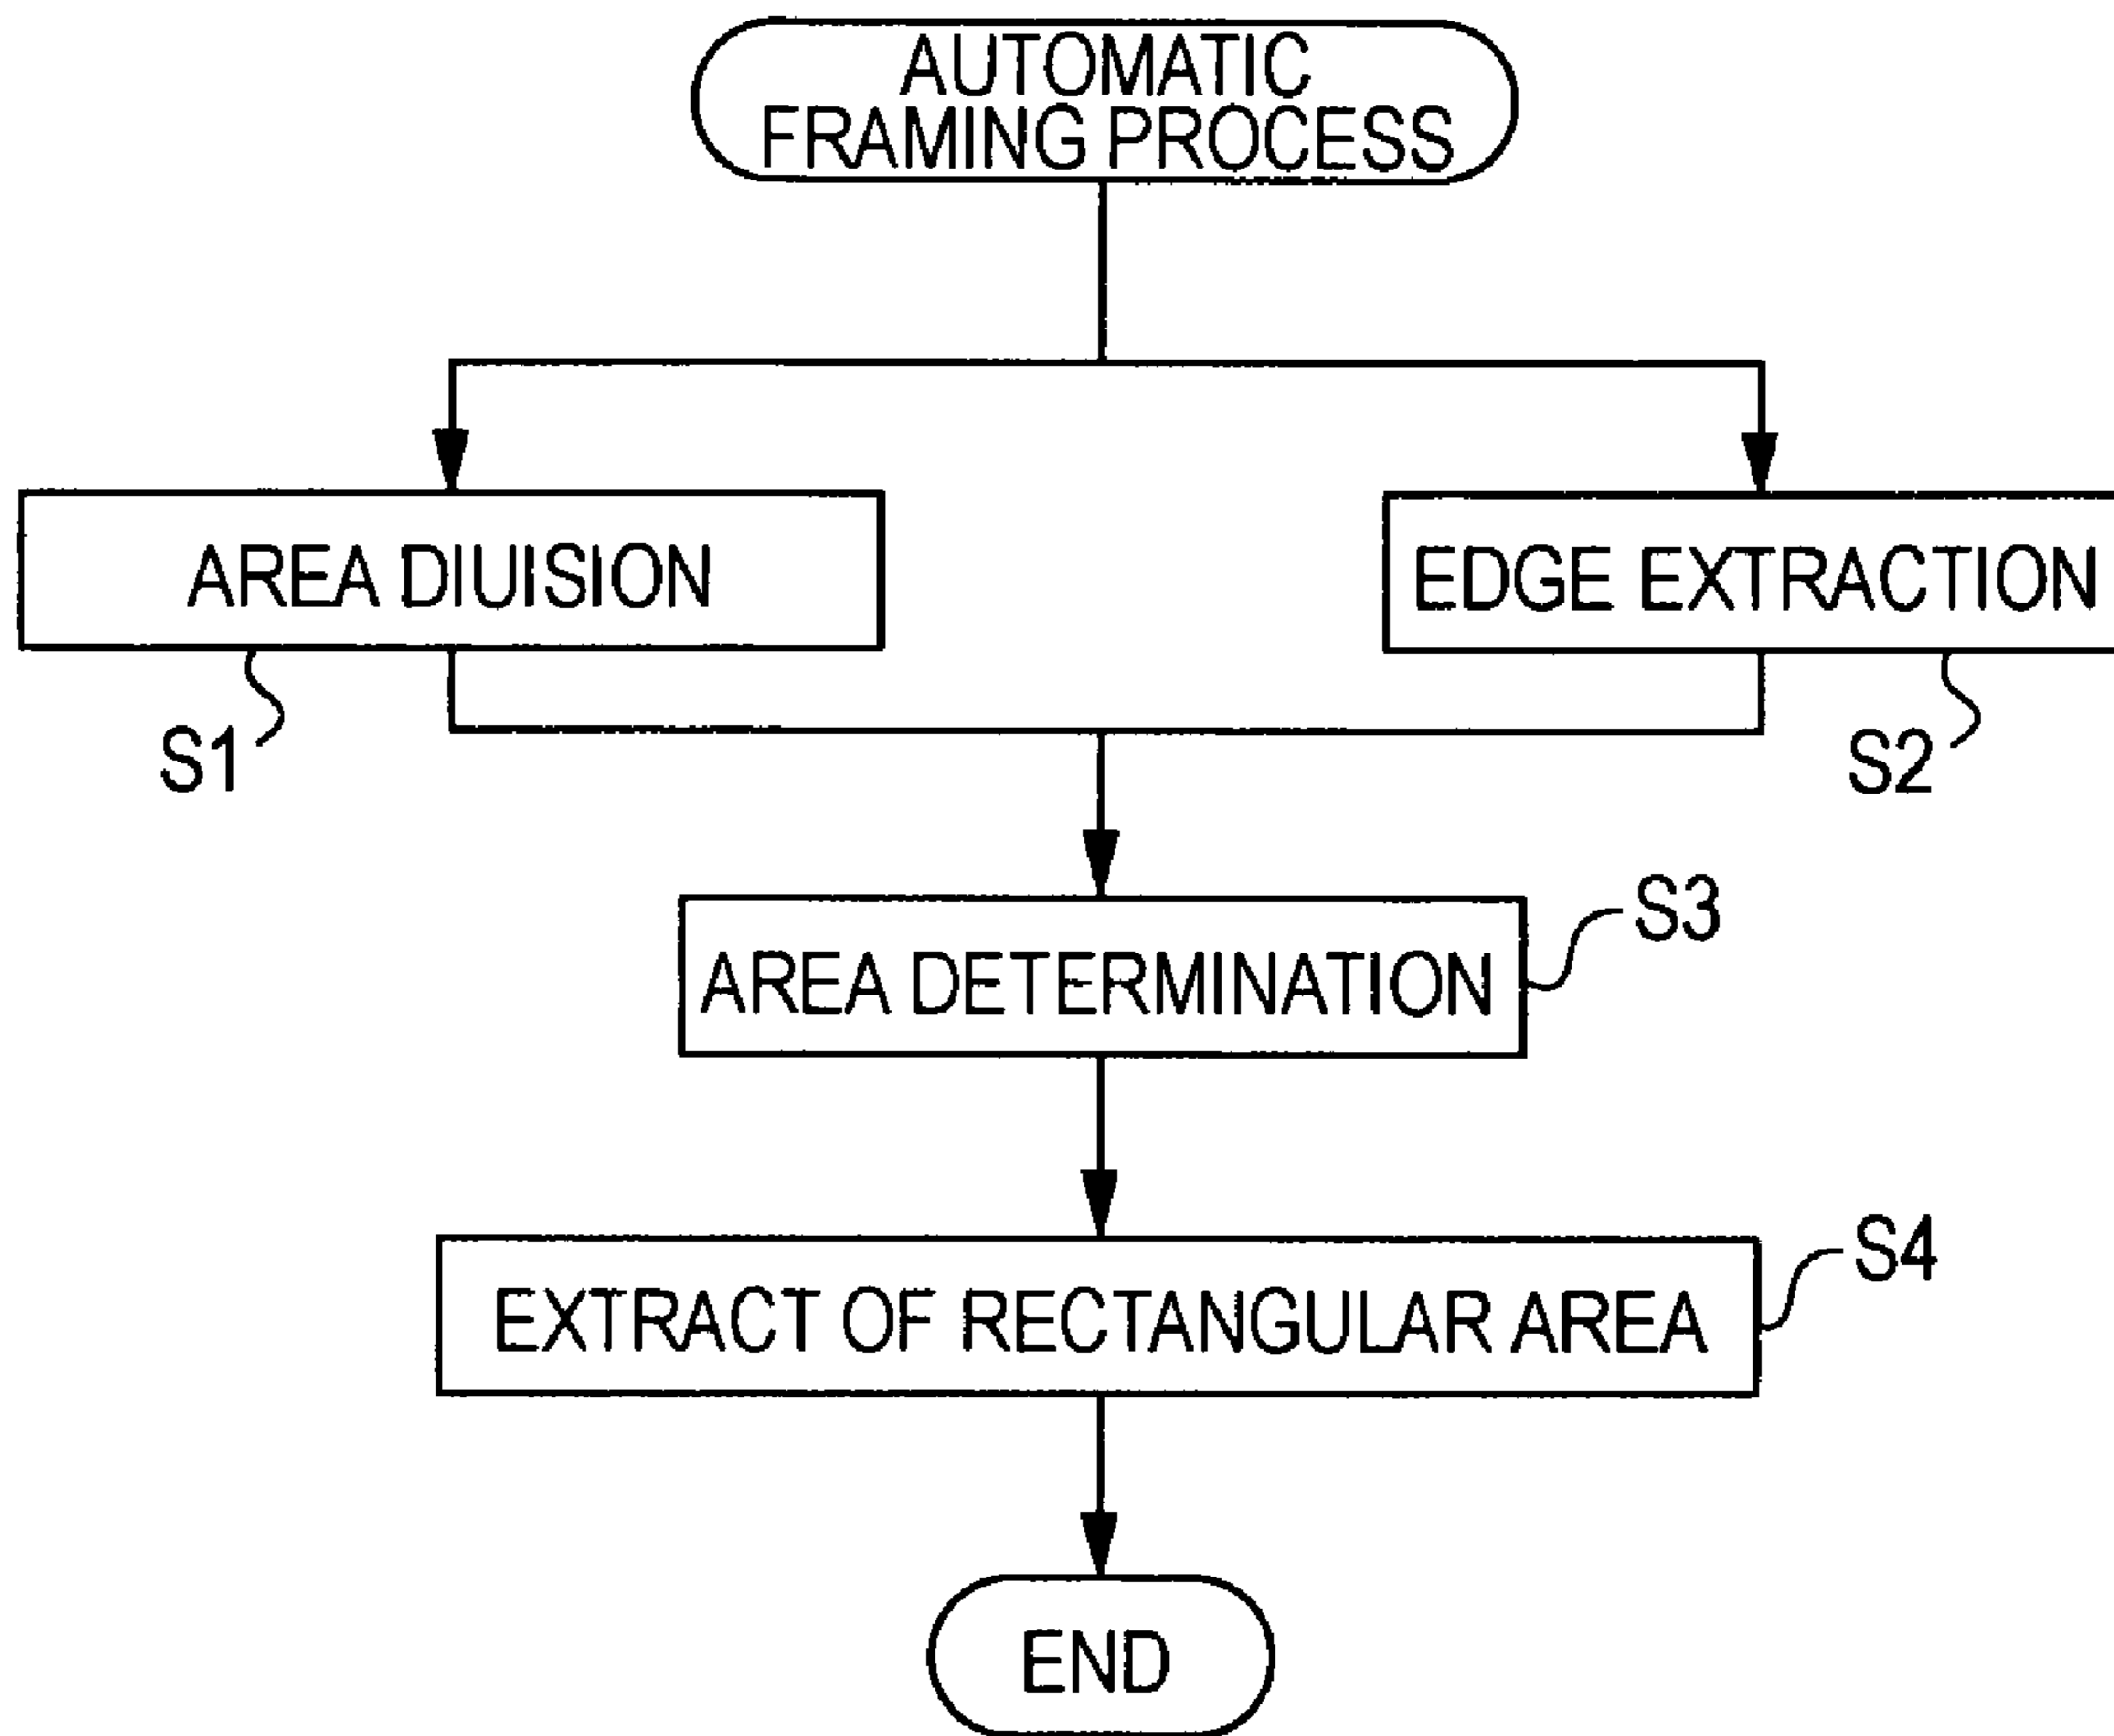 AUTOMATIC
FRAMING PROCESS
AREA DIUISION
EDGE EXTRACTION
S1
S2
S3
AREA DETERMINATION
S4
EXTRACT OF RECTANGULAR AREA
END